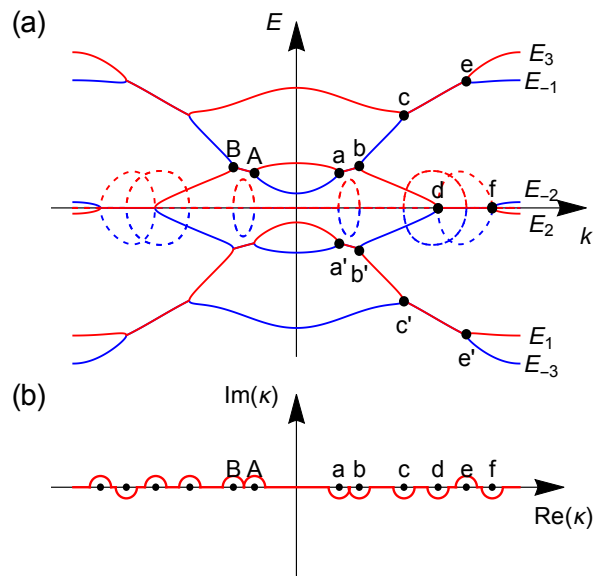 (a)
E
E₃
e
E₋₁
c
B A a b
d f E₋₂
E₂
k
a' b'
c'
E₁
e'
E₋₃
(b) Im(κ)
B A a b c d e f
Re(κ)